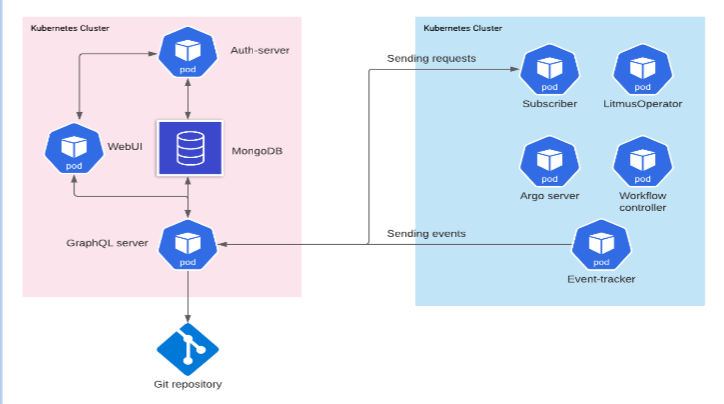 Kubernetes Cluster
pod
Auth-server
pod
WebUI
MongoDB
GraphQL server
pod
Git repository
Sending requests
Sending events
Kubernetes Cluster
pod
Subscriber
pod
LitmusOperator
pod
Argo server
pod
Workflow
controller
pod
Event-tracker